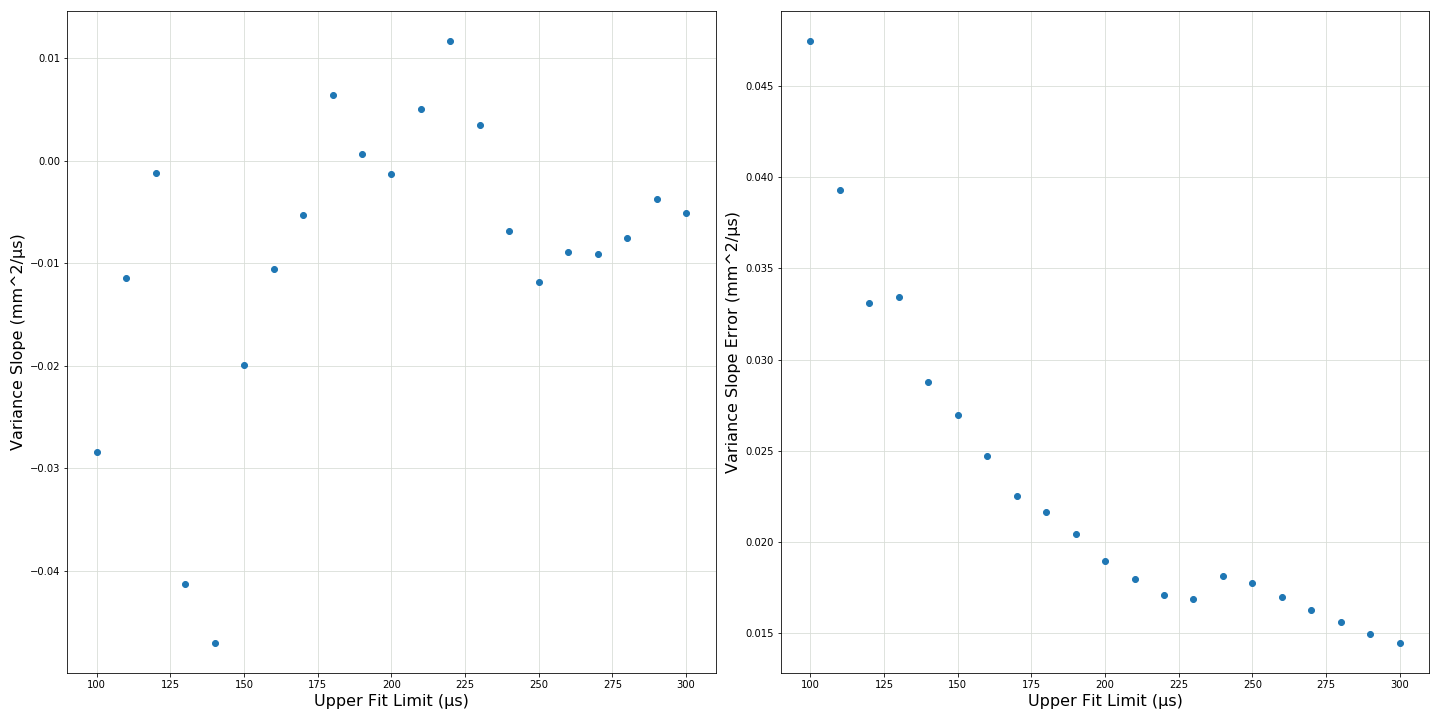 Variance Slope (mm^2/μs)
0.01
0.00
−0.01
−0.02
−0.03
−0.04
100 125 150 175 200 225 250 275 300
Upper Fit Limit (μs)
Variance Slope Error (mm^2/μs)
0.045
0.040
0.035
0.030
0.025
0.020
0.015
100 125 150 175 200 225 250 275 300
Upper Fit Limit (μs)